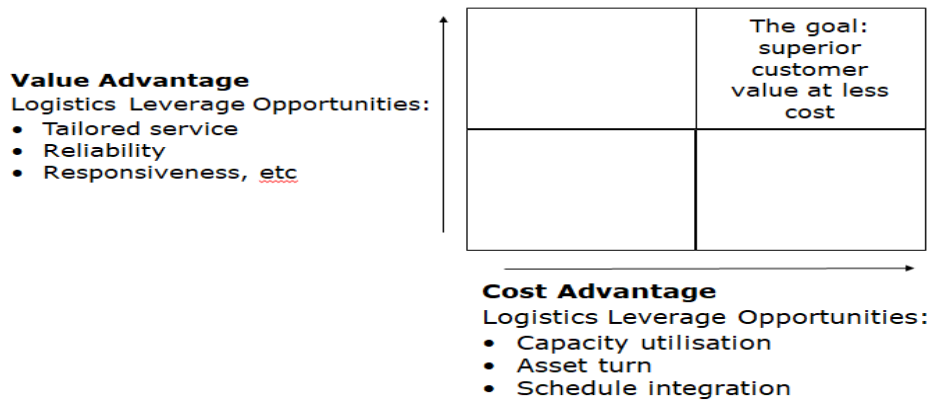 The goal:
superior
customer
value at less
cost
Value Advantage
Logistics Leverage Opportunities:
• Tailored service
• Reliability
• Responsiveness, etc
Cost Advantage
Logistics Leverage Opportunities:
• Capacity utilisation
• Asset turn
• Schedule integration